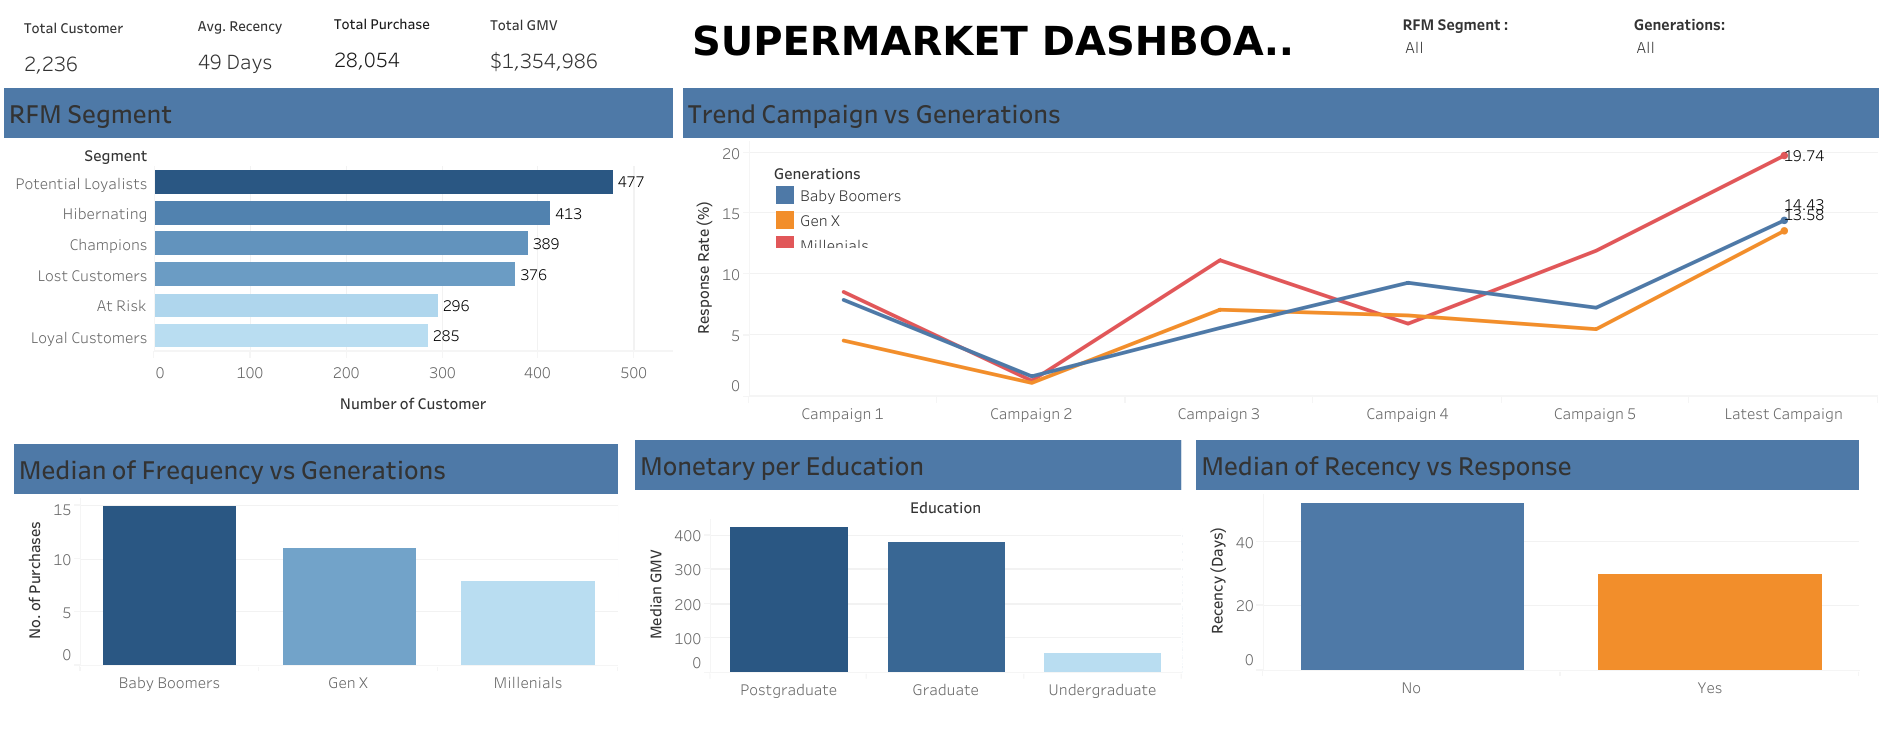 Total Customer
2,236
Avg. Recency
49 Days
Total Purchase
28,054
Total GMV
$1,354,986
SUPERMARKET DASHBOA..
RFM Segment :
All
Generations:
All
RFM Segment
Segment
Potential Loyalists 477
Hibernating 413
Champions 389
Lost Customers 376
At Risk 296
Loyal Customers 285
0 100 200 300 400 500
Number of Customer
Trend Campaign vs Generations
Response Rate (%)
20
15
10
5
0
Generations
Baby Boomers
Gen X
Millenials
19.74
14.43
13.58
Campaign 1 Campaign 2 Campaign 3 Campaign 4 Campaign 5 Latest Campaign
Median of Frequency vs Generations
No. of Purchases
15
10
5
0
Baby Boomers Gen X Millenials
Monetary per Education
Education
Median GMV
400
300
200
100
0
Postgraduate Graduate Undergraduate
Median of Recency vs Response
Recency (Days)
40
20
0
No Yes